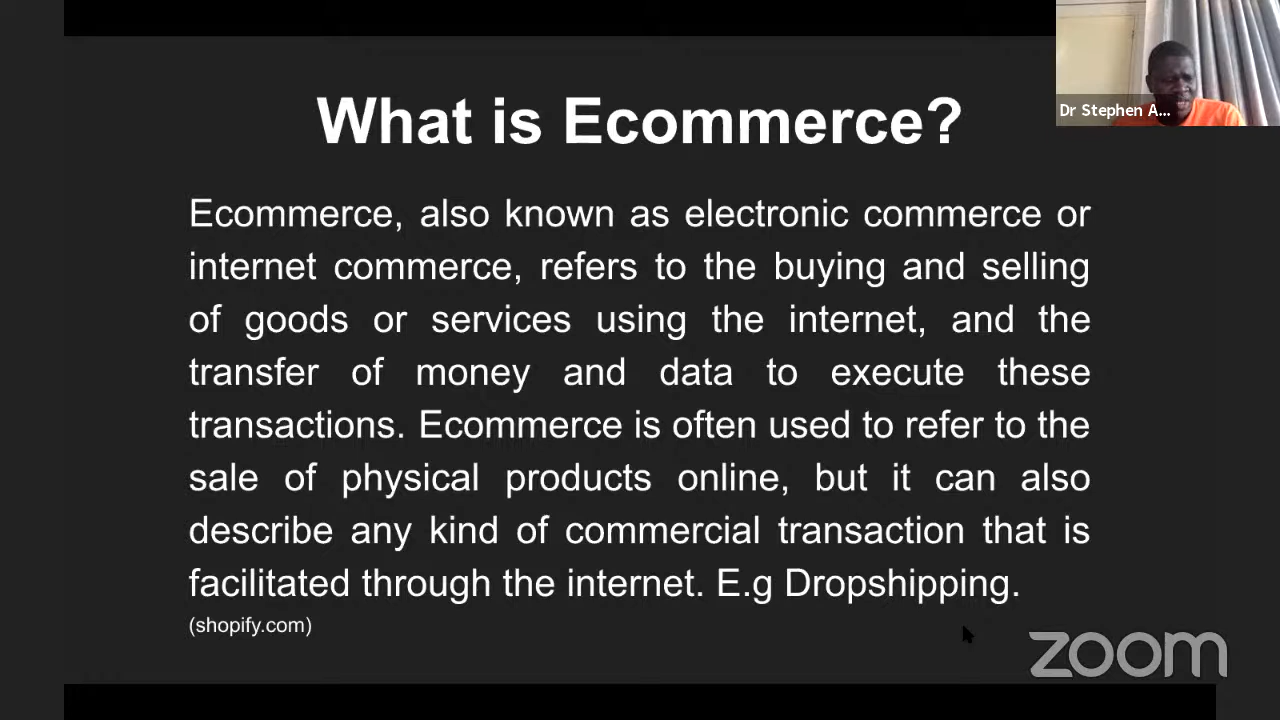 What is Ecommerce?
Dr Stephen A...
Ecommerce, also known as electronic commerce or
internet commerce, refers to the buying and selling
of goods or services using the internet, and the
transfer of money and data to execute these
transactions. Ecommerce is often used to refer to the
sale of physical products online, but it can also
describe any kind of commercial transaction that is
facilitated through the internet. E.g Dropshipping.
(shopify.com)
zoom